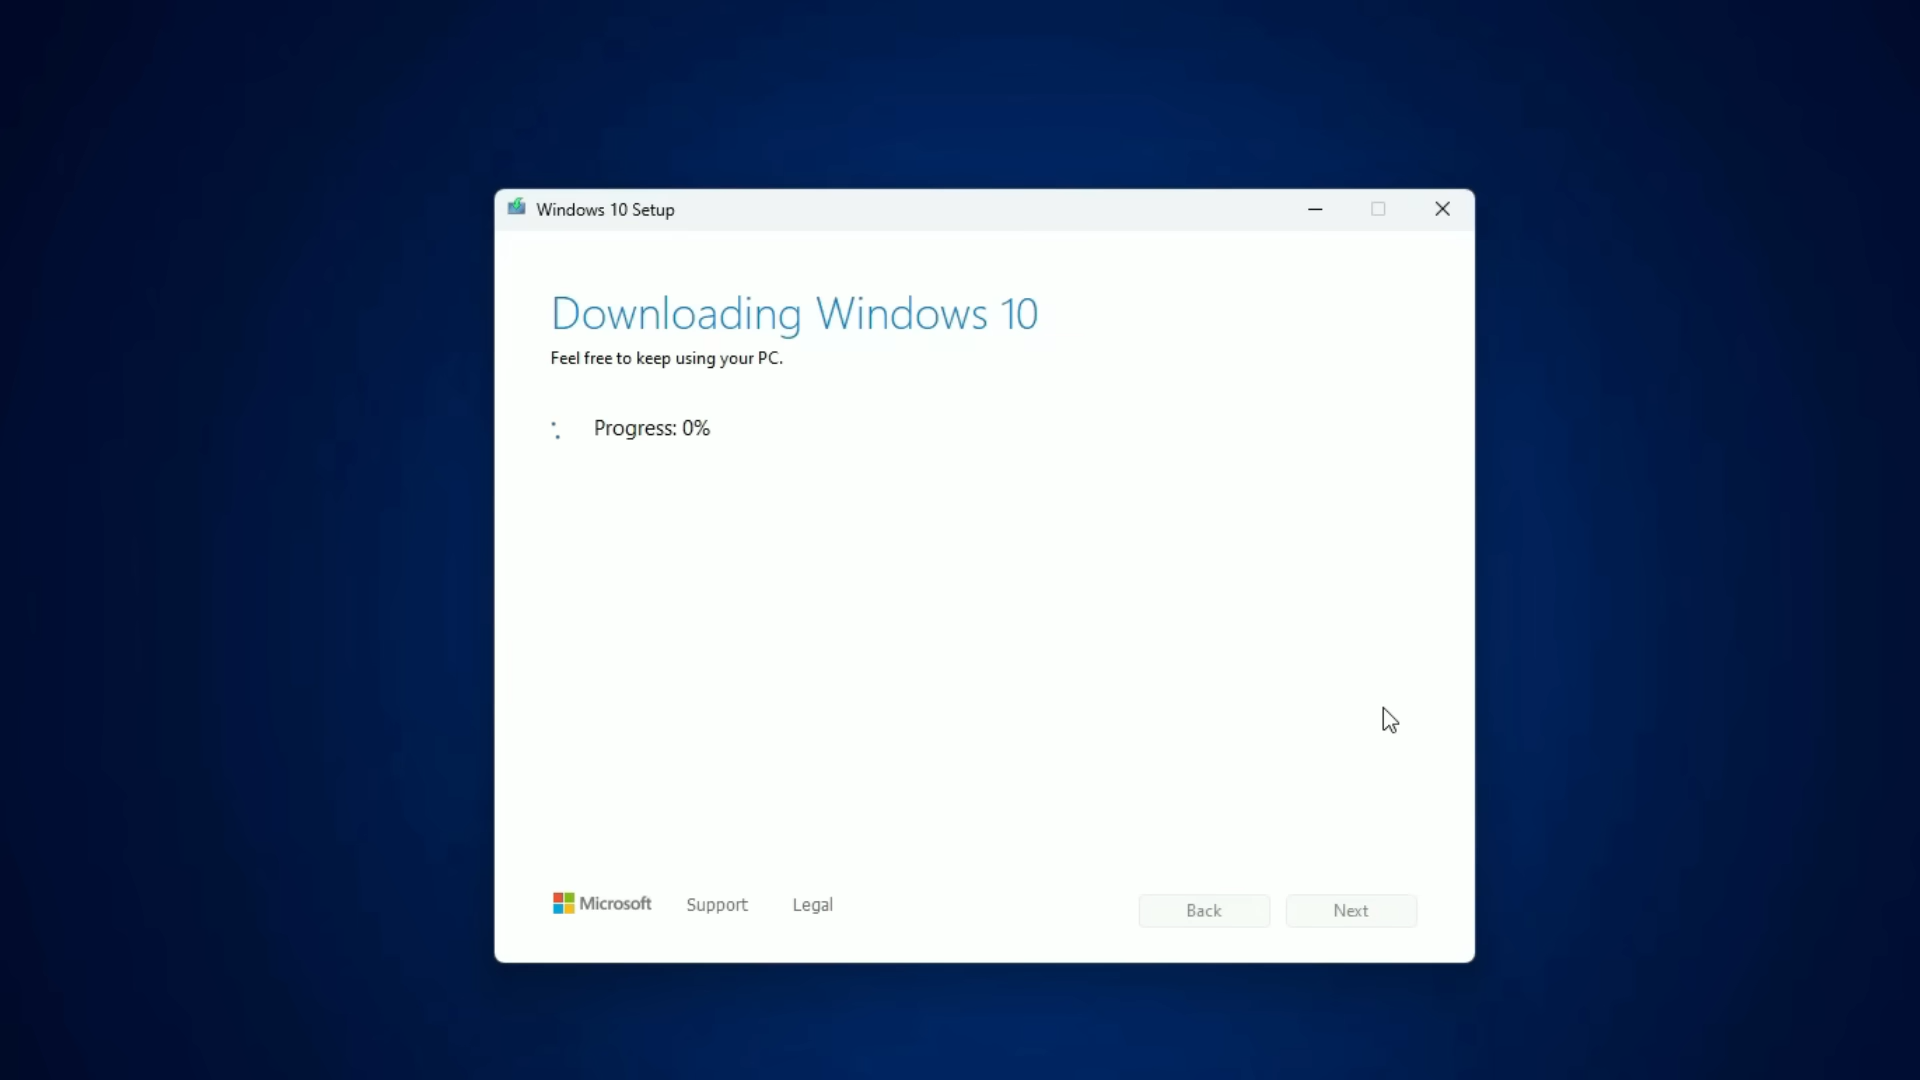 Windows 10 Setup
Downloading Windows 10
Feel free to keep using your PC.
Progress: 0%
Microsoft Support Legal Back Next